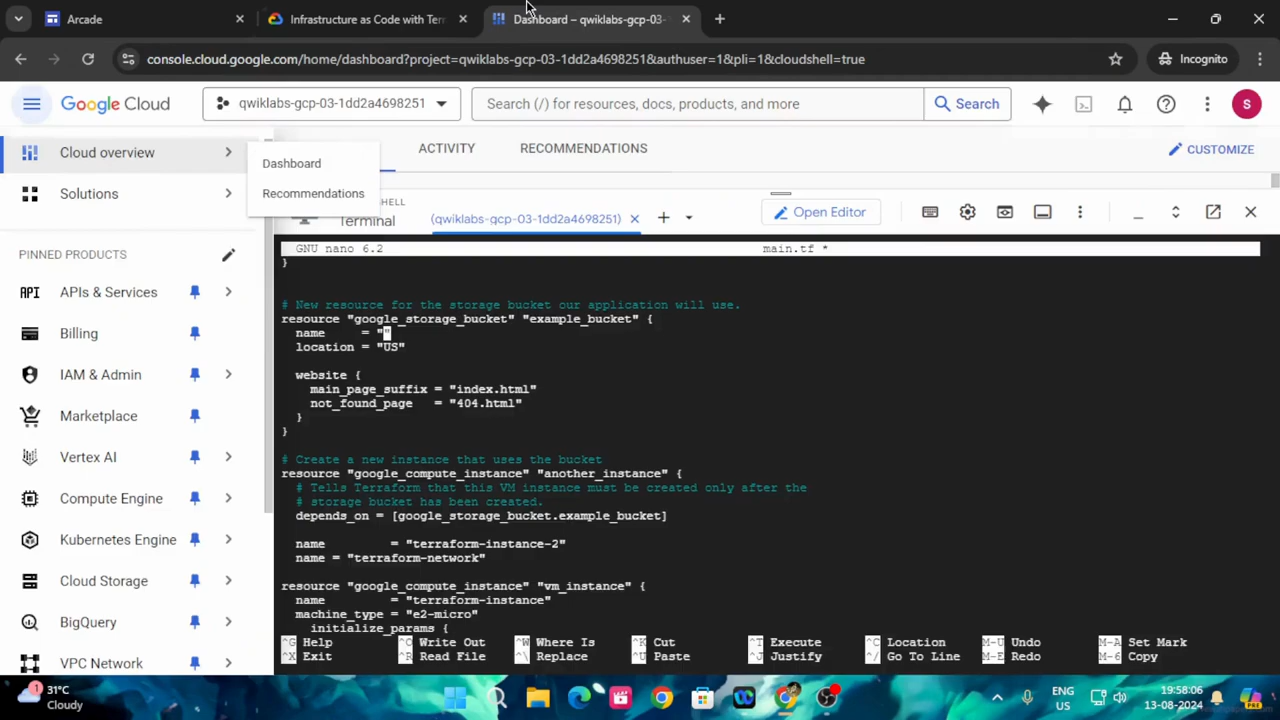 Arcade
Infrastructure as Code with Terr
Dashboard – qwiklabs-gcp-03-
console.cloud.google.com/home/dashboard?project=qwiklabs-gcp-03-1dd2a4698251&authuser=1&pli=1&cloudshell=true
Incognito
Google Cloud
qwiklabs-gcp-03-1dd2a4698251
Search (/) for resources, docs, products, and more
Search
S
Cloud overview
Dashboard
Recommendations
ACTIVITY
RECOMMENDATIONS
CUSTOMIZE
Solutions
SHELL
Terminal
(qwiklabs-gcp-03-1dd2a4698251)
Open Editor
PINNED PRODUCTS
API APIs & Services
Billing
IAM & Admin
Marketplace
Vertex AI
Compute Engine
Kubernetes Engine
Cloud Storage
BigQuery
VPC Network
GNU nano 6.2 main.tf *
}
# New resource for the storage bucket our application will use.
resource "google_storage_bucket" "example_bucket" {
name = ""
location = "US"
website {
main_page_suffix = "index.html"
not_found_page = "404.html"
}
}
# Create a new instance that uses the bucket
resource "google_compute_instance" "another_instance" {
# Tells Terraform that this VM instance must be created only after the
# storage bucket has been created.
depends_on = [google_storage_bucket.example_bucket]
name = "terraform-instance-2"
name = "terraform-network"
resource "google_compute_instance" "vm_instance" {
name = "terraform-instance"
machine_type = "e2-micro"
initialize_params {
^G Help ^O Write Out ^W Where Is ^K Cut ^T Execute ^C Location M-U Undo M-A Set Mark
^X Exit ^R Read File ^\ Replace ^U Paste ^J Justify ^/ Go To Line M-E Redo M-6 Copy
1
31°C
Cloudy
ENG
US
19:58:06
13-08-2024
PRE